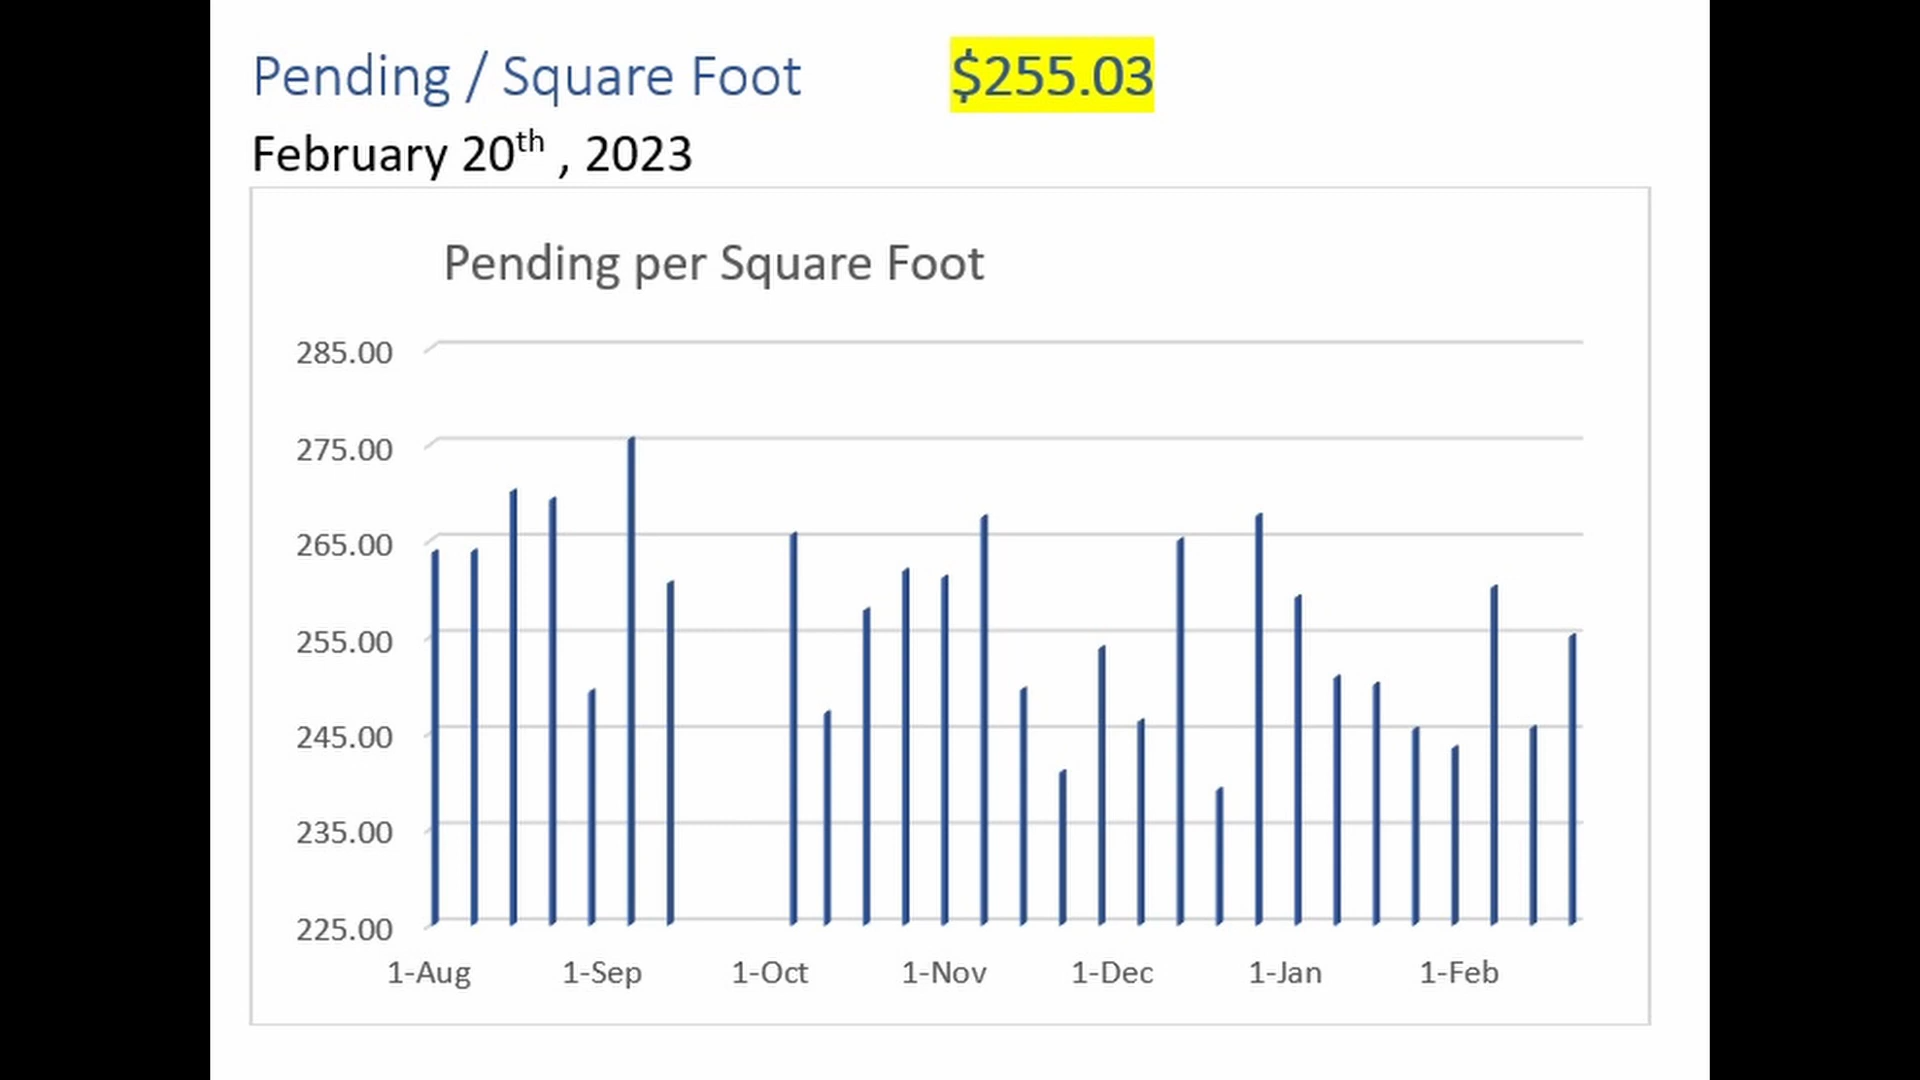 Pending / Square Foot $255.03
February 20th , 2023
Pending per Square Foot
285.00
275.00
265.00
255.00
245.00
235.00
225.00
1-Aug 1-Sep 1-Oct 1-Nov 1-Dec 1-Jan 1-Feb